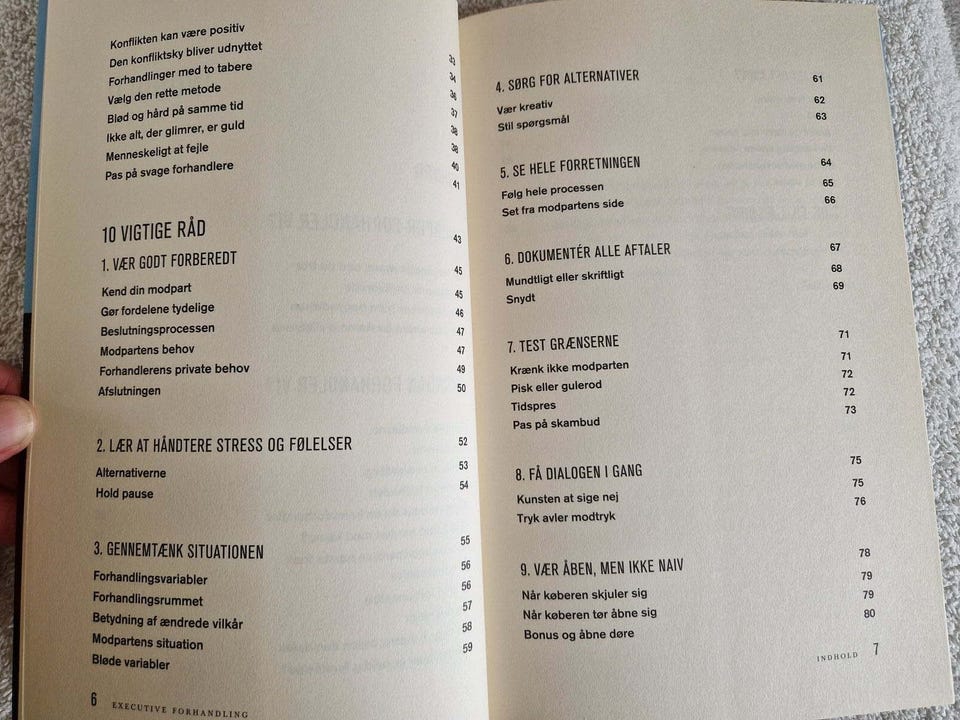 Konflikten kan være positiv 33
Den konfliktsky bliver udnyttet 34
Forhandlinger med to tabere 36
Vælg den rette metode 37
Blød og hård på samme tid 38
Ikke alt, der glimrer, er guld 38
Menneskeligt at fejle 40
Pas på svage forhandlere 41
10 VIGTIGE RÅD 43
1. VÆR GODT FORBEREDT 45
Kend din modpart 45
Gør fordelene tydelige 46
Beslutningsprocessen 47
Modpartens behov 47
Forhandlerens private behov 49
Afslutningen 50
2. LÆR AT HÅNDTERE STRESS OG FØLELSER 52
Alternativerne 53
Hold pause 54
3. GENNEMTÆNK SITUATIONEN 55
Forhandlingsvariabler 56
Forhandlingsrummet 56
Betydning af ændrede vilkår 57
Modpartens situation 58
Bløde variabler 59
6 EXECUTIVE FORHANDLING
4. SØRG FOR ALTERNATIVER 61
Vær kreativ 62
Stil spørgsmål 63
5. SE HELE FORRETNINGEN 64
Følg hele processen 65
Set fra modpartens side 66
6. DOKUMENTÉR ALLE AFTALER 67
Mundtligt eller skriftligt 68
Snydt 69
7. TEST GRÆNSERNE 71
Krænk ikke modparten 71
Pisk eller gulerod 72
Tidspres 72
Pas på skambud 73
8. FÅ DIALOGEN I GANG 75
Kunsten at sige nej 75
Tryk avler modtryk 76
9. VÆR ÅBEN, MEN IKKE NAIV 78
Når køberen skjuler sig 79
Når køberen tør åbne sig 79
Bonus og åbne døre 80
INDHOLD 7